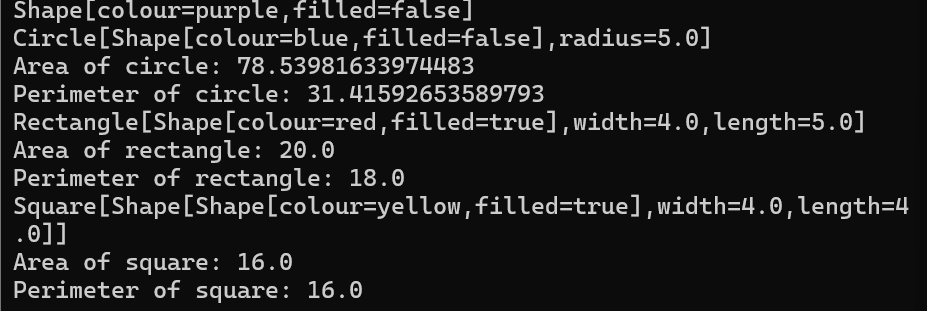 Shape[colour=purple,filled=false]
Circle[Shape[colour=blue,filled=false],radius=5.0]
Area of circle: 78.53981633974483
Perimeter of circle: 31.41592653589793
Rectangle[Shape[colour=red,filled=true],width=4.0,length=5.0]
Area of rectangle: 20.0
Perimeter of rectangle: 18.0
Square[Shape[Shape[colour=yellow,filled=true],width=4.0,length=4
.0]]
Area of square: 16.0
Perimeter of square: 16.0